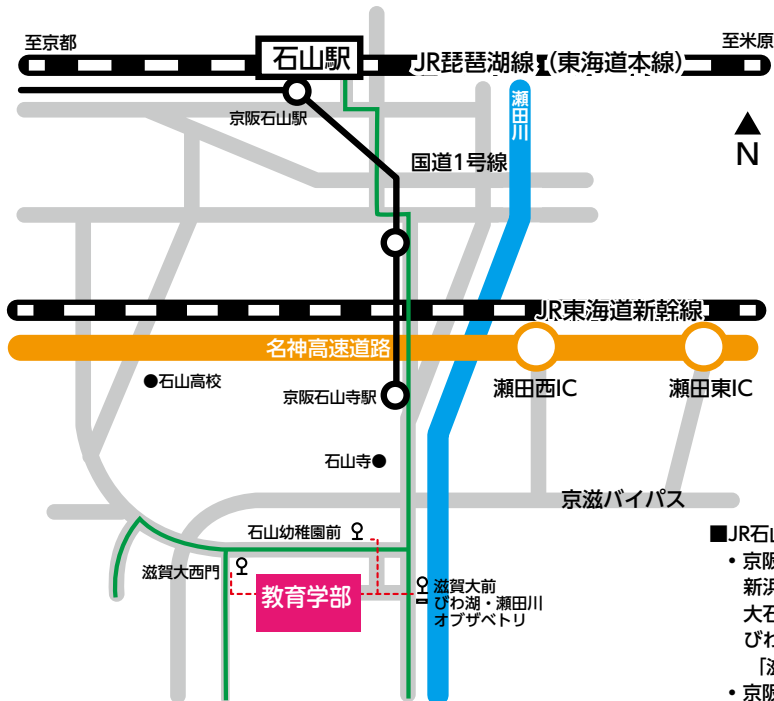 至京都
石山駅
JR琵琶湖線（東海道本線）
至米原
京阪石山駅
瀬田川
N
国道1号線
JR東海道新幹線
名神高速道路
●石山高校
京阪石山寺駅
瀬田西IC
瀬田東IC
石山寺●
京滋バイパス
石山幼稚園前
滋賀大西門
教育学部
滋賀大前
びわ湖・瀬田川
オブザベトリ
■JR石山
・京阪
新浜
大石
びわ
・京阪